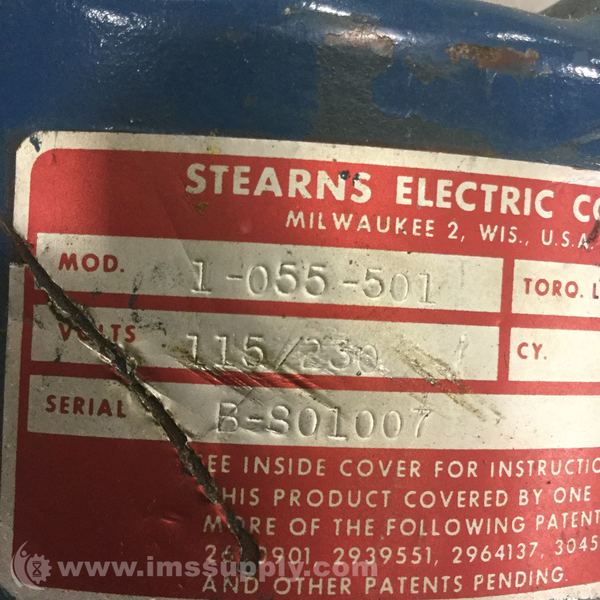 STEARNS ELECTRIC CO
MILWAUKEE 2, WIS., U.S.A.
MOD. 1-055-501 TORQ. L
VOLTS 115/230 CY.
SERIAL B-801007
SEE INSIDE COVER FOR INSTRUCTIO
THIS PRODUCT COVERED BY ONE
MORE OF THE FOLLOWING PATENT
2939551, 2964137, 3045
AND OTHER PATENTS PENDING.
www.imssupply.com